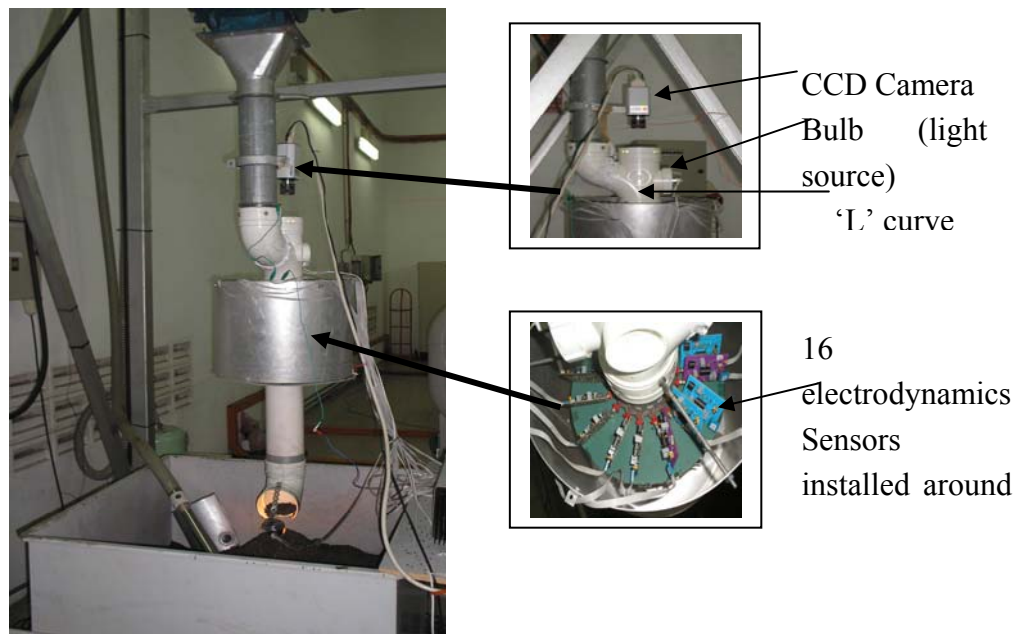 CCD Camera
Bulb (light
source)
'L' curve
16
electrodynamics
Sensors
installed around